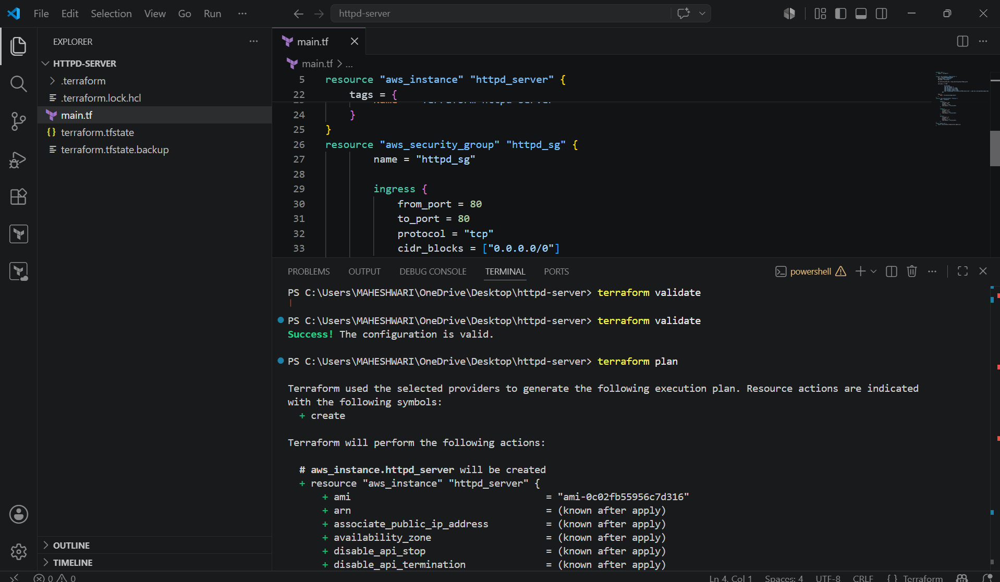 File Edit Selection View Go Run ···
httpd-server
EXPLORER
HTTPD-SERVER
.terraform
.terraform.lock.hcl
main.tf
terraform.tfstate
terraform.tfstate.backup
OUTLINE
TIMELINE
main.tf
main.tf > ...
5 resource "aws_instance" "httpd_server" {
22 tags = {
24 }
25 }
26 resource "aws_security_group" "httpd_sg" {
27 name = "httpd_sg"
28
29 ingress {
30 from_port = 80
31 to_port = 80
32 protocol = "tcp"
33 cidr_blocks = ["0.0.0.0/0"]
PROBLEMS OUTPUT DEBUG CONSOLE TERMINAL PORTS
powershell
PS C:\Users\MAHESHWARI\OneDrive\Desktop\httpd-server> terraform validate
PS C:\Users\MAHESHWARI\OneDrive\Desktop\httpd-server> terraform validate
Success! The configuration is valid.
PS C:\Users\MAHESHWARI\OneDrive\Desktop\httpd-server> terraform plan
Terraform used the selected providers to generate the following execution plan. Resource actions are indicated
with the following symbols:
+ create
Terraform will perform the following actions:
# aws_instance.httpd_server will be created
+ resource "aws_instance" "httpd_server" {
+ ami = "ami-0c02fb55956c7d316"
+ arn = (known after apply)
+ associate_public_ip_address = (known after apply)
+ availability_zone = (known after apply)
+ disable_api_stop = (known after apply)
+ disable_api_termination = (known after apply)
0 0
Ln 4, Col 1 Spaces: 4 UTF-8 CRLF { } Terraform